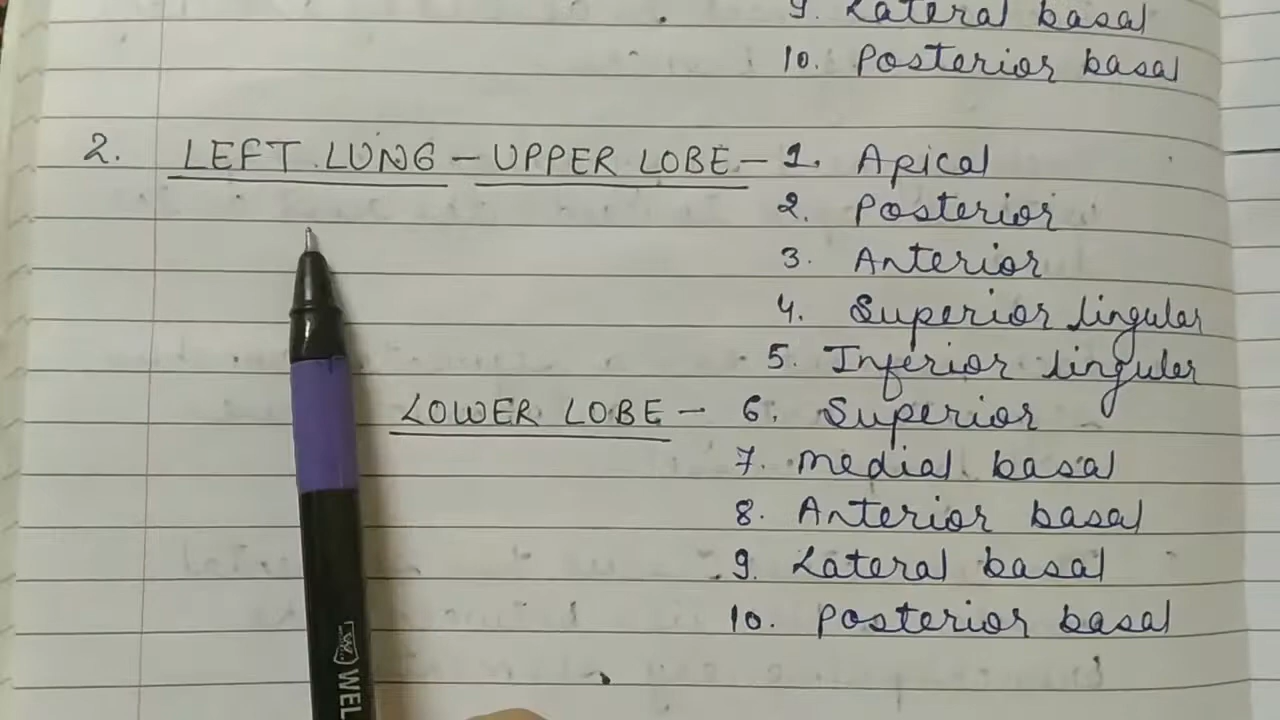 9. Lateral basal
10. Posterior basal
2. LEFT LUNG - UPPER LOBE - 1. Apical
2. Posterior
3. Anterior
4. Superior lingular
5. Inferior lingular
LOWER LOBE - 6. Superior
7. medial basal
8. Anterior basal
9. Lateral basal
10. Posterior basal
WEL